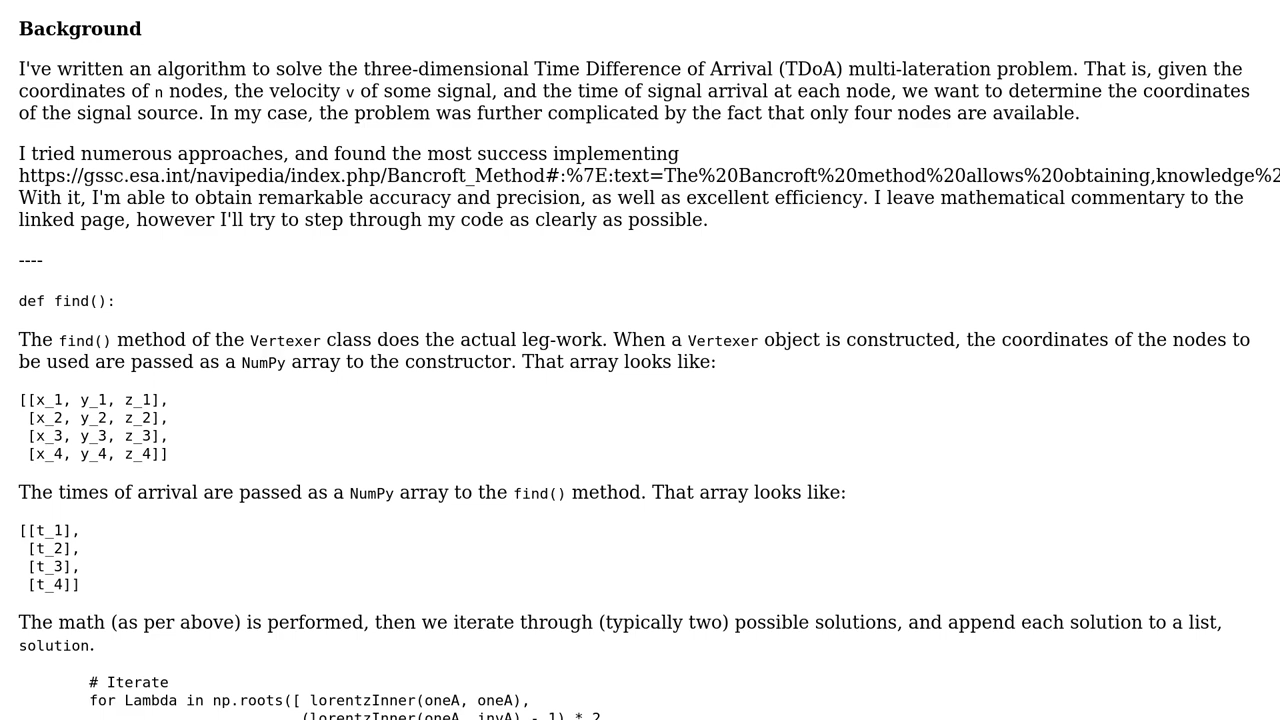 Background
I've written an algorithm to solve the three-dimensional Time Difference of Arrival (TDoA) multi-lateration problem. That is, given the
coordinates of n nodes, the velocity v of some signal, and the time of signal arrival at each node, we want to determine the coordinates
of the signal source. In my case, the problem was further complicated by the fact that only four nodes are available.
I tried numerous approaches, and found the most success implementing
https://gssc.esa.int/navipedia/index.php/Bancroft_Method#:%7E:text=The%20Bancroft%20method%20allows%20obtaining,knowledge%2
With it, I'm able to obtain remarkable accuracy and precision, as well as excellent efficiency. I leave mathematical commentary to the
linked page, however I'll try to step through my code as clearly as possible.
----
def find():
The find() method of the Vertexer class does the actual leg-work. When a Vertexer object is constructed, the coordinates of the nodes to
be used are passed as a NumPy array to the constructor. That array looks like:
[[x_1, y_1, z_1],
[x_2, y_2, z_2],
[x_3, y_3, z_3],
[x_4, y_4, z_4]]
The times of arrival are passed as a NumPy array to the find() method. That array looks like:
[[t_1],
[t_2],
[t_3],
[t_4]]
The math (as per above) is performed, then we iterate through (typically two) possible solutions, and append each solution to a list,
solution.
# Iterate
for Lambda in np.roots([ lorentzInner(oneA, oneA),
(lorentzInner(oneA, invA) - 1) * 2